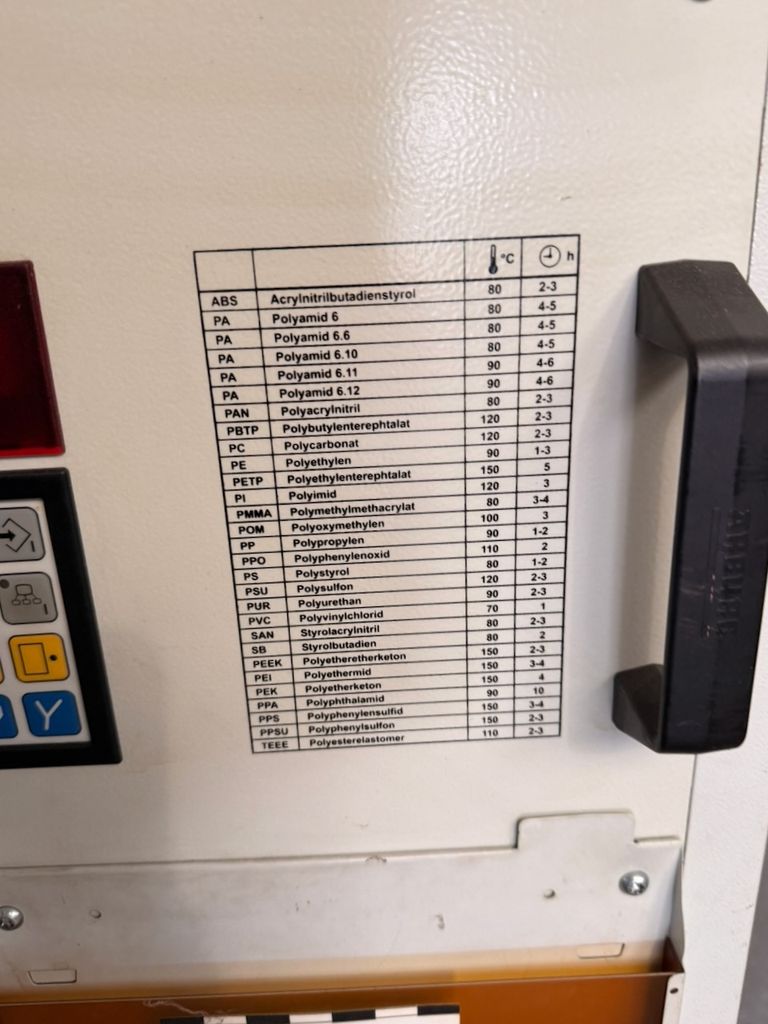 °C h
ABS Acrylnitrilbutadienstyrol 80 2-3
PA Polyamid 6 80 4-5
PA Polyamid 6.6 80 4-5
PA Polyamid 6.10 80 4-5
PA Polyamid 6.11 90 4-6
PA Polyamid 6.12 90 4-6
PAN Polyacrylnitril 80 2-3
PBTP Polybutylenterephtalat 120 2-3
PC Polycarbonat 120 2-3
PE Polyethylen 90 1-3
PETP Polyethylenterephtalat 150 5
PI Polyimid 120 3
PMMA Polymethylmethacrylat 80 3-4
POM Polyoxymethylen 100 3
PP Polypropylen 90 1-2
PPO Polyphenylenoxid 110 2
PS Polystyrol 80 1-2
PSU Polysulfon 120 2-3
PUR Polyurethan 90 2-3
PVC Polyvinylchlorid 70 1
SAN Styrolacrylnitril 80 2-3
SB Styrolbutadien 80 2
PEEK Polyetheretherketon 150 2-3
PEI Polyethermid 150 3-4
PEK Polyetherketon 150 4
PPA Polyphthalamid 90 10
PPS Polyphenylensulfid 150 3-4
PPSU Polyphenylsulfon 150 2-3
TEEE Polyesterelastomer 110 2-3
I
I
Y
ARBURG